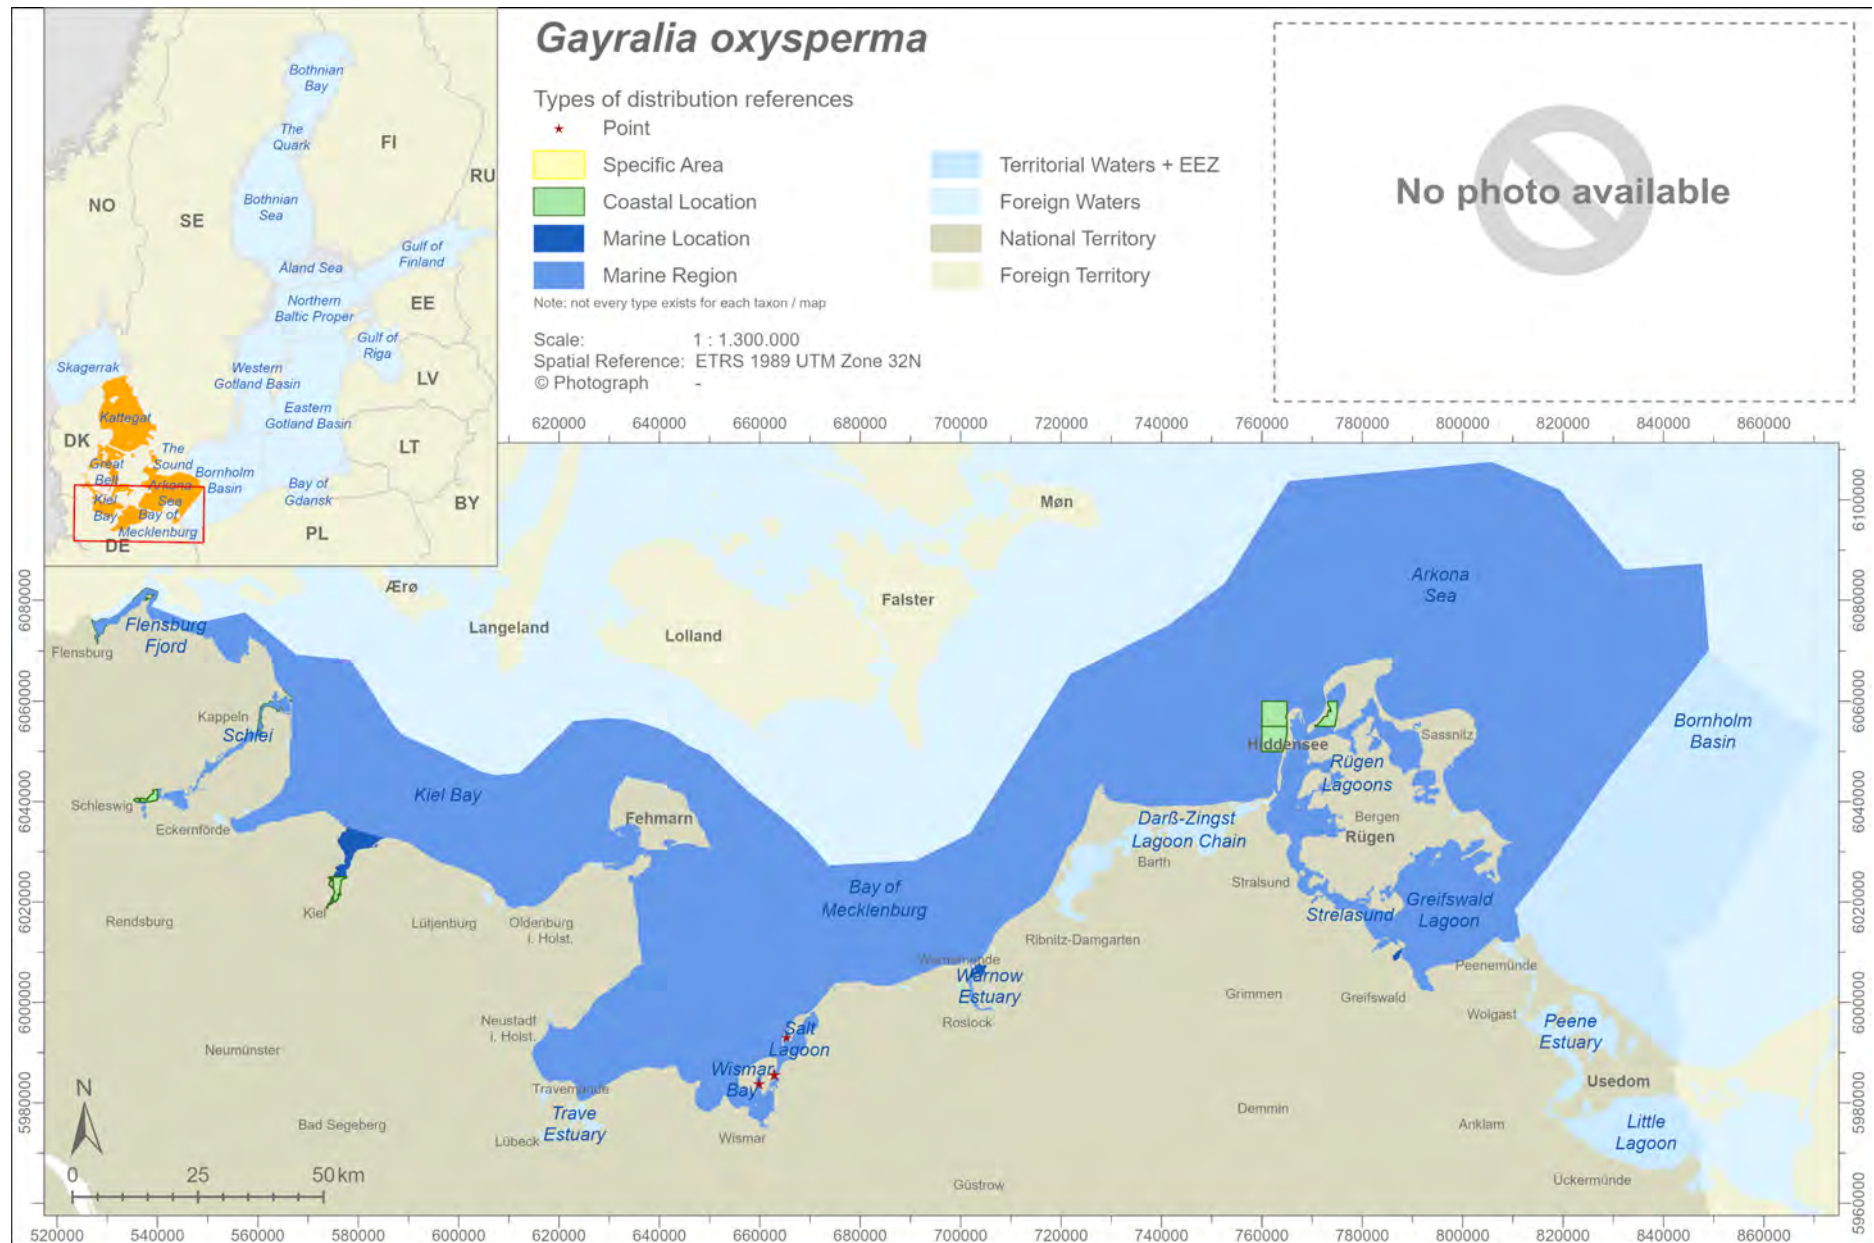 Gayralia oxysperma
Types of distribution references
Point
Specific Area
Coastal Location
Marine Location
Marine Region
Territorial Waters + EEZ
Foreign Waters
National Territory
Foreign Territory
Note: not every type exists for each taxon / map
Scale: 1 : 1.300.000
Spatial Reference: ETRS 1989 UTM Zone 32N
© Photograph -
No photo available
Bothnian
Bay
The
Quark
FI
RU
NO
SE
Bothnian
Sea
Gulf of
Finland
Åland Sea
Northern
Baltic Proper
EE
Gulf of
Riga
Skagerrak
Western
Gotland Basin
LV
Eastern
Gotland Basin
Kattegat
DK
The
Sound
LT
Great
Belt
Bornholm
Basin
Arkona
Sea
Bay of
Gdansk
Kiel
Bay
Bay of
Mecklenburg
BY
PL
DE
620000 640000 660000 680000 700000 720000 740000 760000 780000 800000 820000 840000 860000
6100000
6080000
6060000
6040000
6020000
6000000
5980000
5960000
6080000
6060000
6040000
6020000
6000000
5980000
Møn
Ærø
Falster
Langeland
Lolland
Arkona
Sea
Flensburg
Fjord
Flensburg
Kappeln
Schlei
Schleswig
Eckernförde
Kiel Bay
Fehmarn
Hiddensee
Sassnitz
Rügen
Lagoons
Bergen
Rügen
Bornholm
Basin
Darß-Zingst
Lagoon Chain
Barth
Stralsund
Strelasund
Greifswald
Lagoon
Bay of
Mecklenburg
Rendsburg
Kiel
Lütjenburg
Oldenburg
i. Holst.
Ribnitz-Damgarten
Warnemünde
Warnow
Estuary
Rostock
Peenemünde
Grimmen
Greifswald
Wolgast
Peene
Estuary
Neustadt
i. Holst.
Neumünster
Salt
Lagoon
Wismar
Bay
Usedom
Travemünde
Trave
Estuary
Lübeck
Bad Segeberg
Wismar
Demmin
Anklam
Little
Lagoon
Güstrow
Ückermünde
N
0 25 50 km
520000 540000 560000 580000 600000 620000 640000 660000 680000 700000 720000 740000 760000 780000 800000 820000 840000 860000